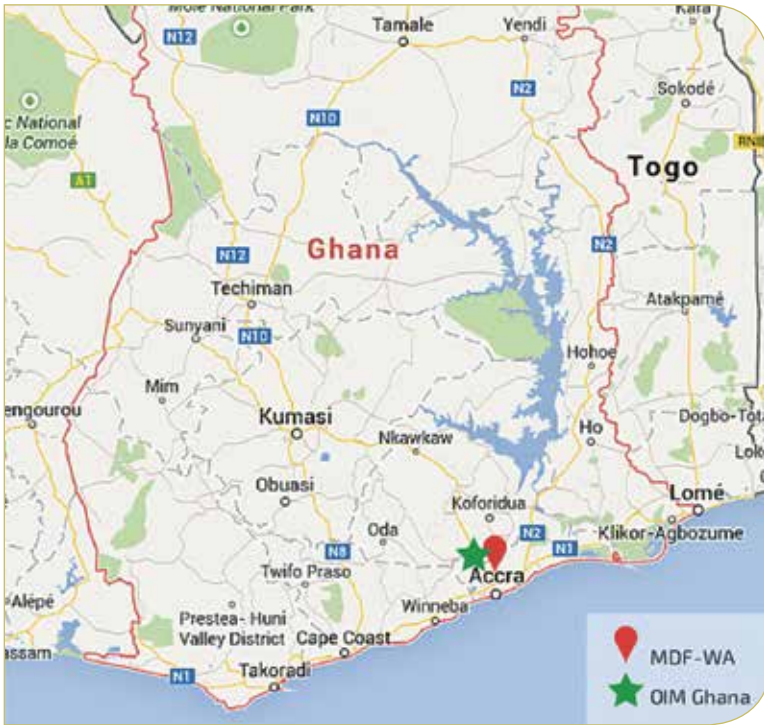 Mole National Park
Kara
Tamale
Yendi
N12
N2
Sokodé
c National
la Comoé
N10
RNIE
Togo
A1
Ghana
N2
N12
Techiman
Atakpamé
Sunyani
N10
Hohoe
Mim
engourou
Kumasi
Dogbo-Tota
Nkawkaw
Ho
Lok
Obuasi
Koforidua
Lomé
Oda
N2
Klikor-Agbozume
N8
N1
Twifo Praso
Accra
Alépé
Prestea- Huni
Valley District
Winneba
Cape Coast
assam
N1
Takoradi
MDF-WA
OIM Ghana